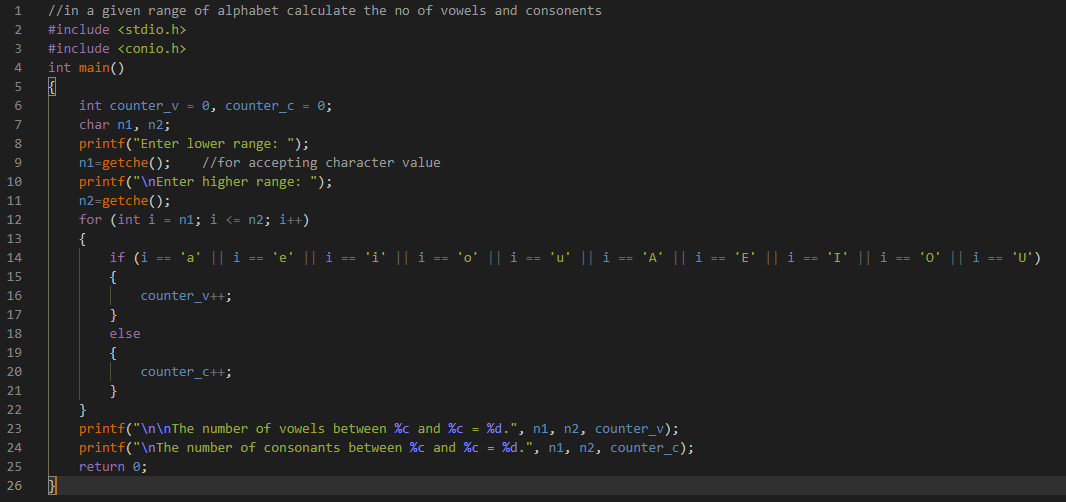 1 //in a given range of alphabet calculate the no of vowels and consonents
2 #include <stdio.h>
3 #include <conio.h>
4 int main()
5 {
6     int counter_v = 0, counter_c = 0;
7     char n1, n2;
8     printf("Enter lower range: ");
9     n1=getche();    //for accepting character value
10     printf("\nEnter higher range: ");
11     n2=getche();
12     for (int i = n1; i <= n2; i++)
13     {
14         if (i == 'a' || i == 'e' || i == 'i' || i == 'o' || i == 'u' || i == 'A' || i == 'E' || i == 'I' || i == 'O' || i == 'U')
15         {
16             counter_v++;
17         }
18         else
19         {
20             counter_c++;
21         }
22     }
23     printf("\n\nThe number of vowels between %c and %c = %d.", n1, n2, counter_v);
24     printf("\nThe number of consonants between %c and %c = %d.", n1, n2, counter_c);
25     return 0;
26 }